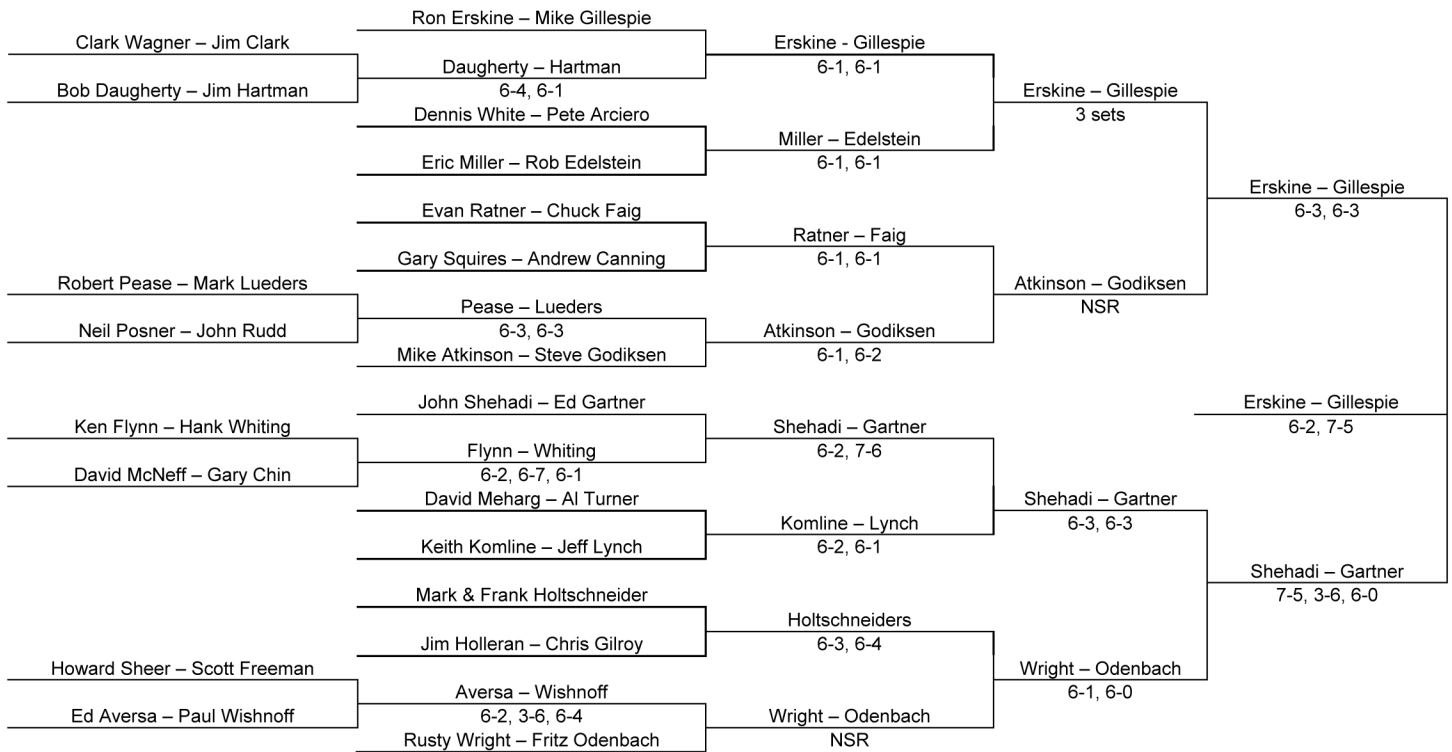 Clark Wagner – Jim Clark
Bob Daugherty – Jim Hartman
Robert Pease – Mark Lueders
Neil Posner – John Rudd
Ken Flynn – Hank Whiting
David McNeff – Gary Chin
Howard Sheer – Scott Freeman
Ed Aversa – Paul Wishnoff
Ron Erskine – Mike Gillespie
Daugherty – Hartman
6-4, 6-1
Dennis White – Pete Arciero
Eric Miller – Rob Edelstein
Evan Ratner – Chuck Faig
Gary Squires – Andrew Canning
Pease – Lueders
6-3, 6-3
Mike Atkinson – Steve Godiksen
John Shehadi – Ed Gartner
Flynn – Whiting
6-2, 6-7, 6-1
David Meharg – Al Turner
Keith Komline – Jeff Lynch
Mark & Frank Holtschneider
Jim Holleran – Chris Gilroy
Aversa – Wishnoff
6-2, 3-6, 6-4
Rusty Wright – Fritz Odenbach
Erskine - Gillespie
6-1, 6-1
Miller – Edelstein
6-1, 6-1
Ratner – Faig
6-1, 6-1
Atkinson – Godiksen
6-1, 6-2
Shehadi – Gartner
6-2, 7-6
Komline – Lynch
6-2, 6-1
Holtschneiders
6-3, 6-4
Wright – Odenbach
NSR
Erskine – Gillespie
3 sets
Atkinson – Godiksen
NSR
Shehadi – Gartner
6-3, 6-3
Wright – Odenbach
6-1, 6-0
Erskine – Gillespie
6-3, 6-3
Shehadi – Gartner
7-5, 3-6, 6-0
Erskine – Gillespie
6-2, 7-5